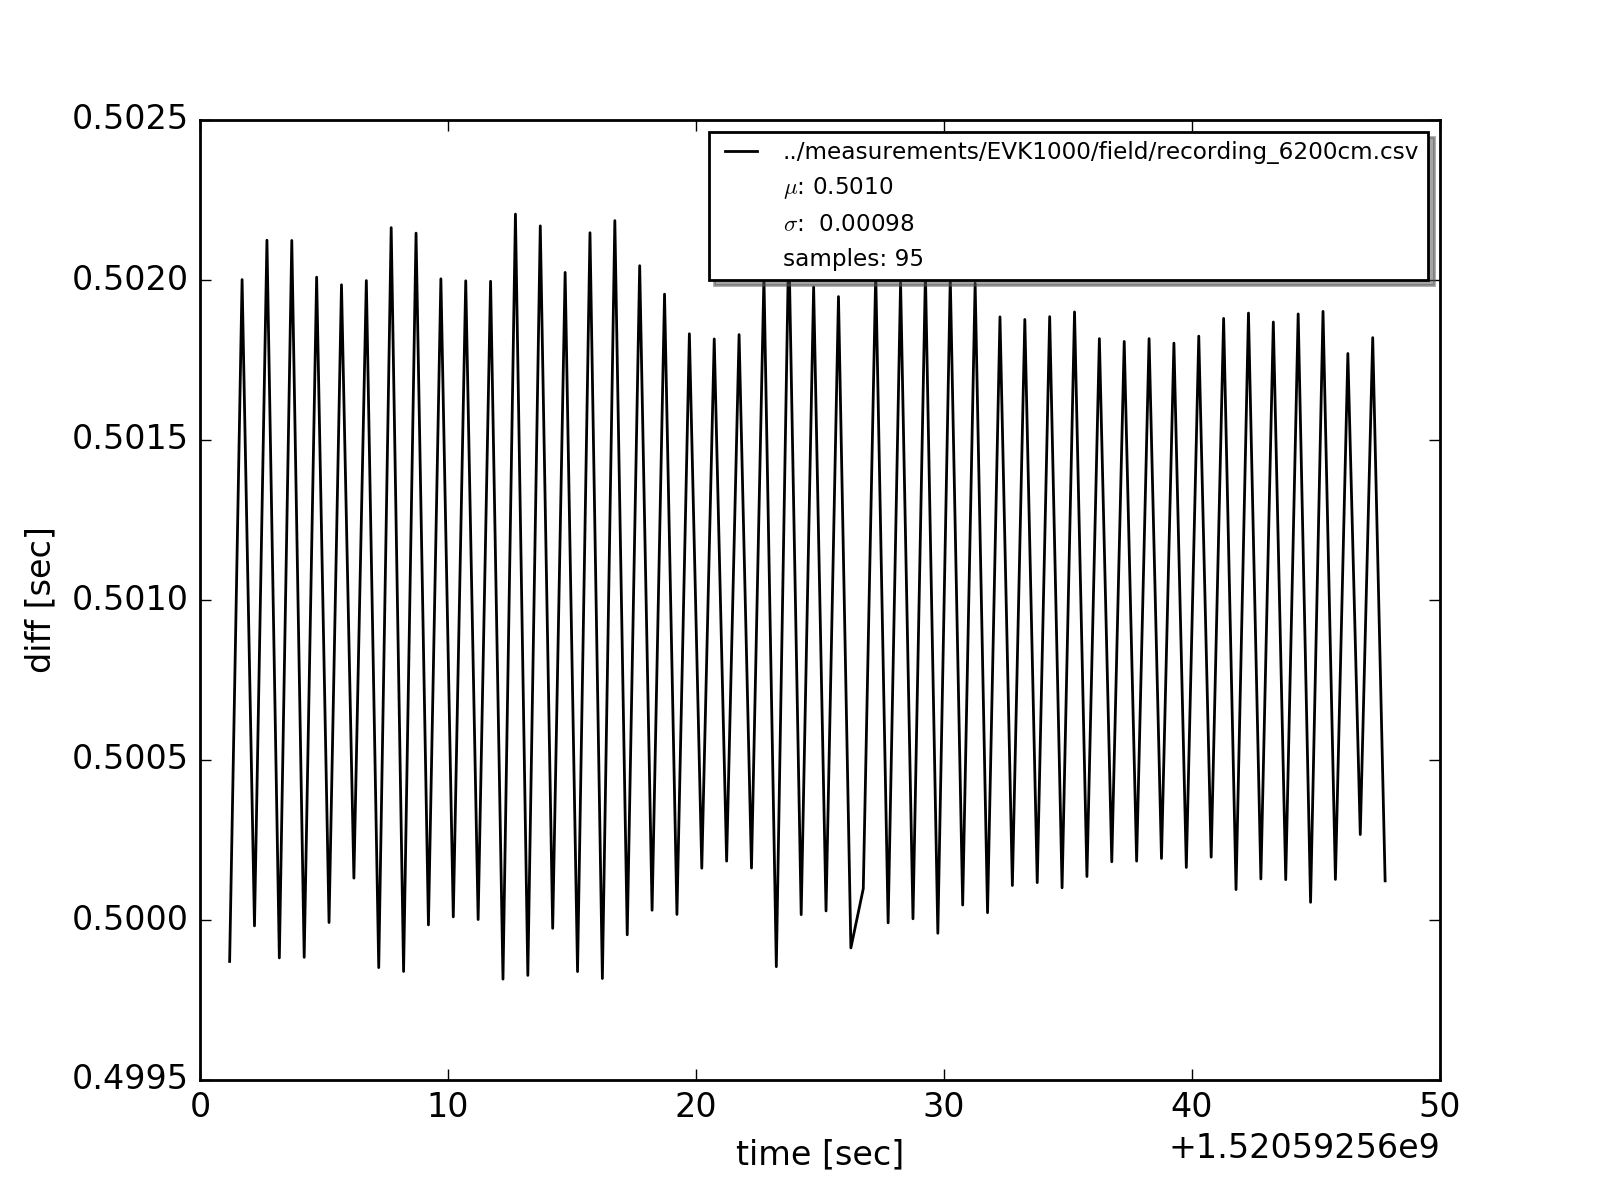 0.5025
0.5020
0.5015
0.5010
0.5005
0.5000
0.4995
diff [sec]
../measurements/EVK1000/field/recording_6200cm.csv
μ: 0.5010
σ: 0.00098
samples: 95
0 10 20 30 40 50
time [sec]
+1.52059256e9